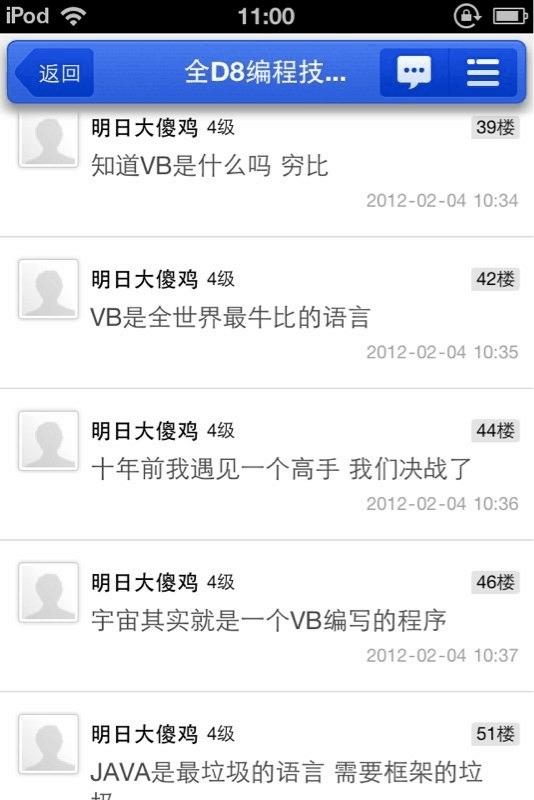 iPod 11:00
返回 全D8编程技...
明日大傻鸡 4级 39楼
知道VB是什么吗 穷比
2012-02-04 10:34
明日大傻鸡 4级 42楼
VB是全世界最牛比的语言
2012-02-04 10:35
明日大傻鸡 4级 44楼
十年前我遇见一个高手 我们决战了
2012-02-04 10:36
明日大傻鸡 4级 46楼
宇宙其实就是一个VB编写的程序
2012-02-04 10:37
明日大傻鸡 4级 51楼
JAVA是最垃圾的语言 需要框架的垃